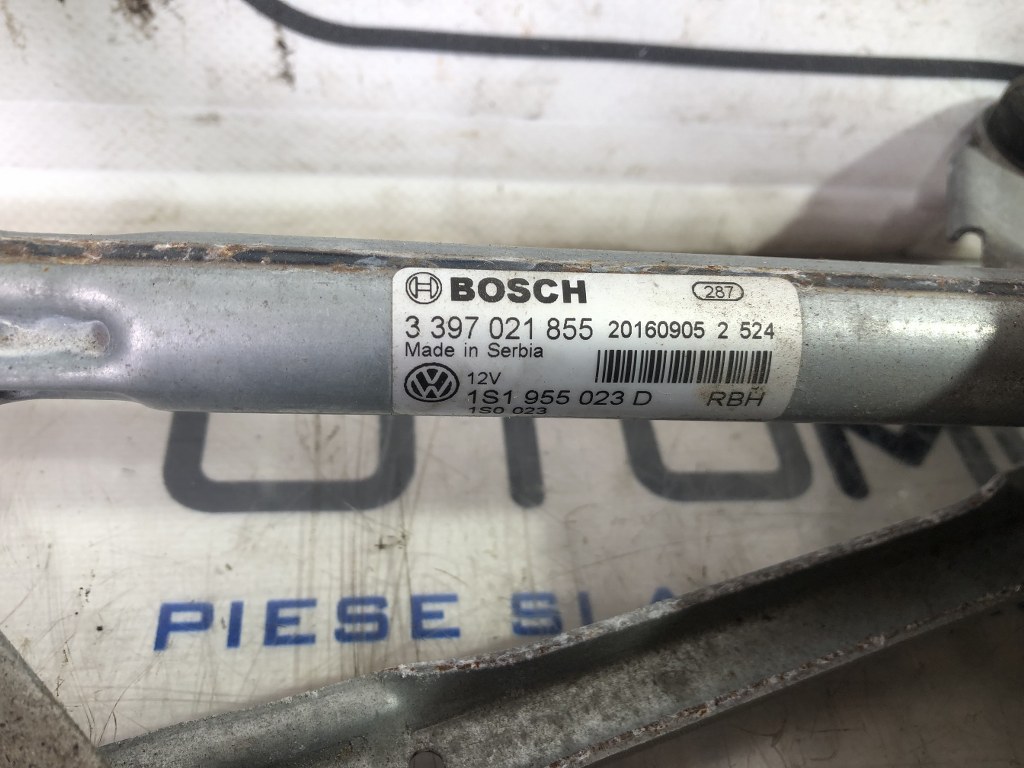 BOSCH 287
3 397 021 855 20160905 2 524
Made in Serbia
12V
1S1 955 023 D RBH
1S0 023
PIESE SI